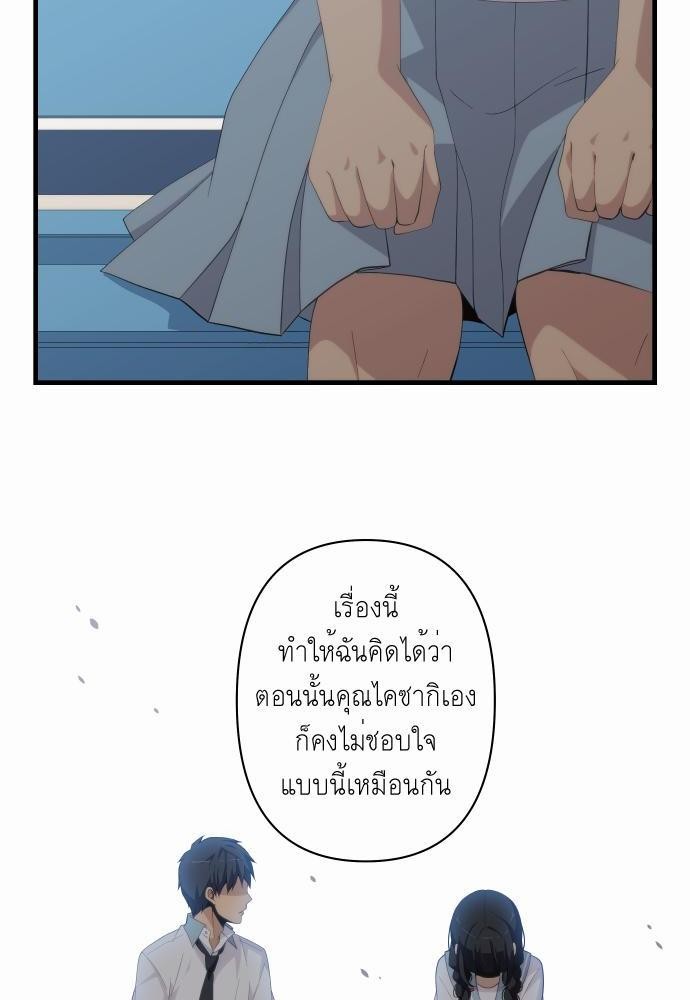 เรื่องนี้
ทำให้ฉันคิดได้ว่า
ตอนนั้นคุณไคซากิเอง
ก็คงไม่ชอบใจ
แบบนี้เหมือนกัน